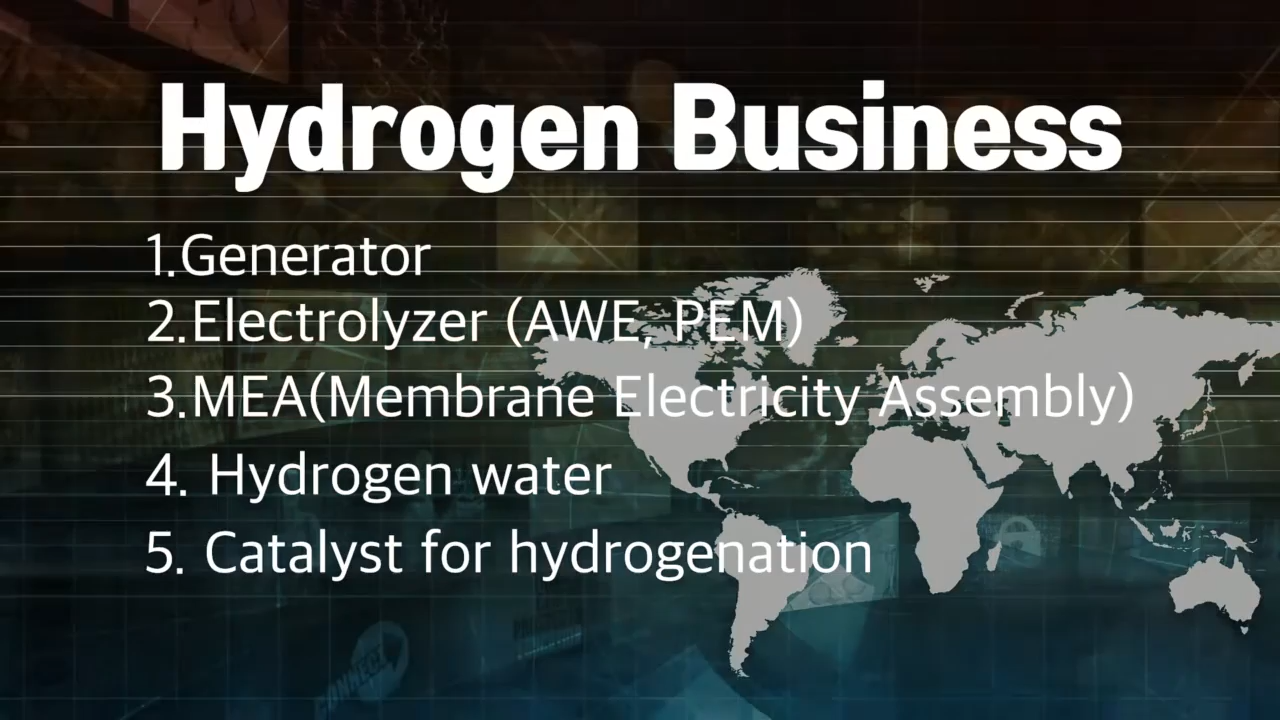 Hydrogen Business
1.Generator
2.Electrolyzer (AWE, PEM)
3.MEA(Membrane Electricity Assembly)
4. Hydrogen water
5. Catalyst for hydrogenation
CONNECT